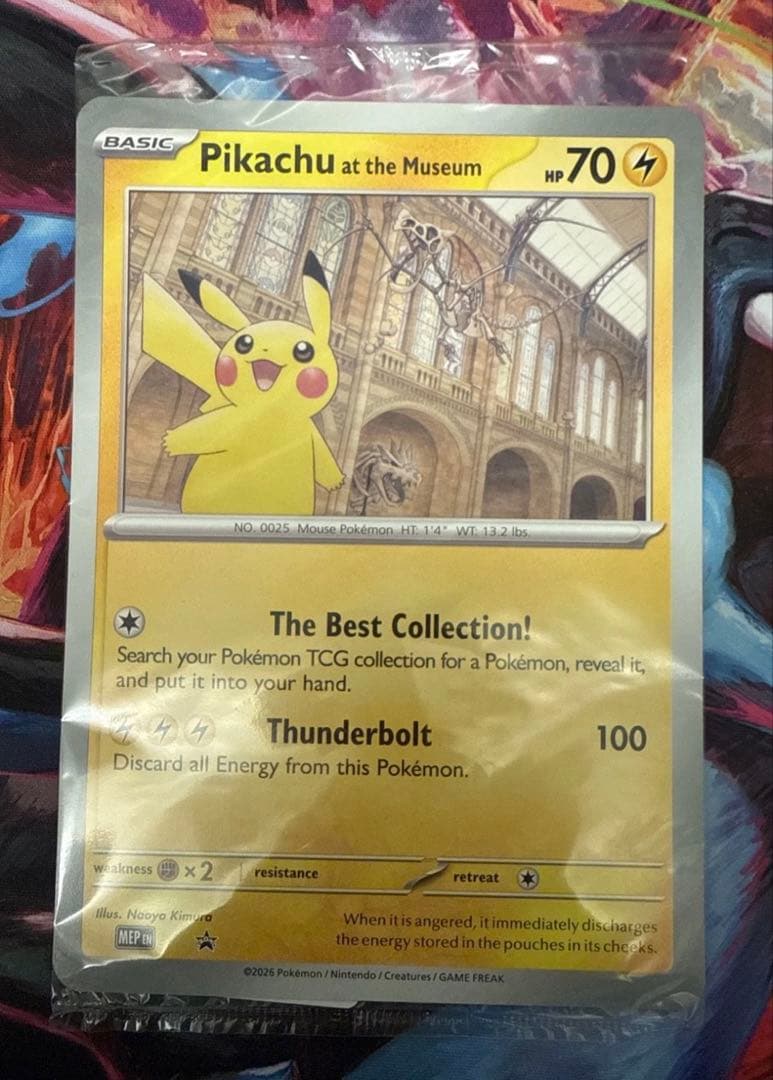 BASIC
Pikachu at the Museum HP 70
NO. 0025 Mouse Pokémon HT: 1'4" WT: 13.2 lbs.
The Best Collection!
Search your Pokémon TCG collection for a Pokémon, reveal it,
and put it into your hand.
Thunderbolt 100
Discard all Energy from this Pokémon.
weakness ×2 resistance retreat
Illus. Naoyo Kimura
When it is angered, it immediately discharges
the energy stored in the pouches in its cheeks.
MEP EN
©2026 Pokémon / Nintendo / Creatures / GAME FREAK